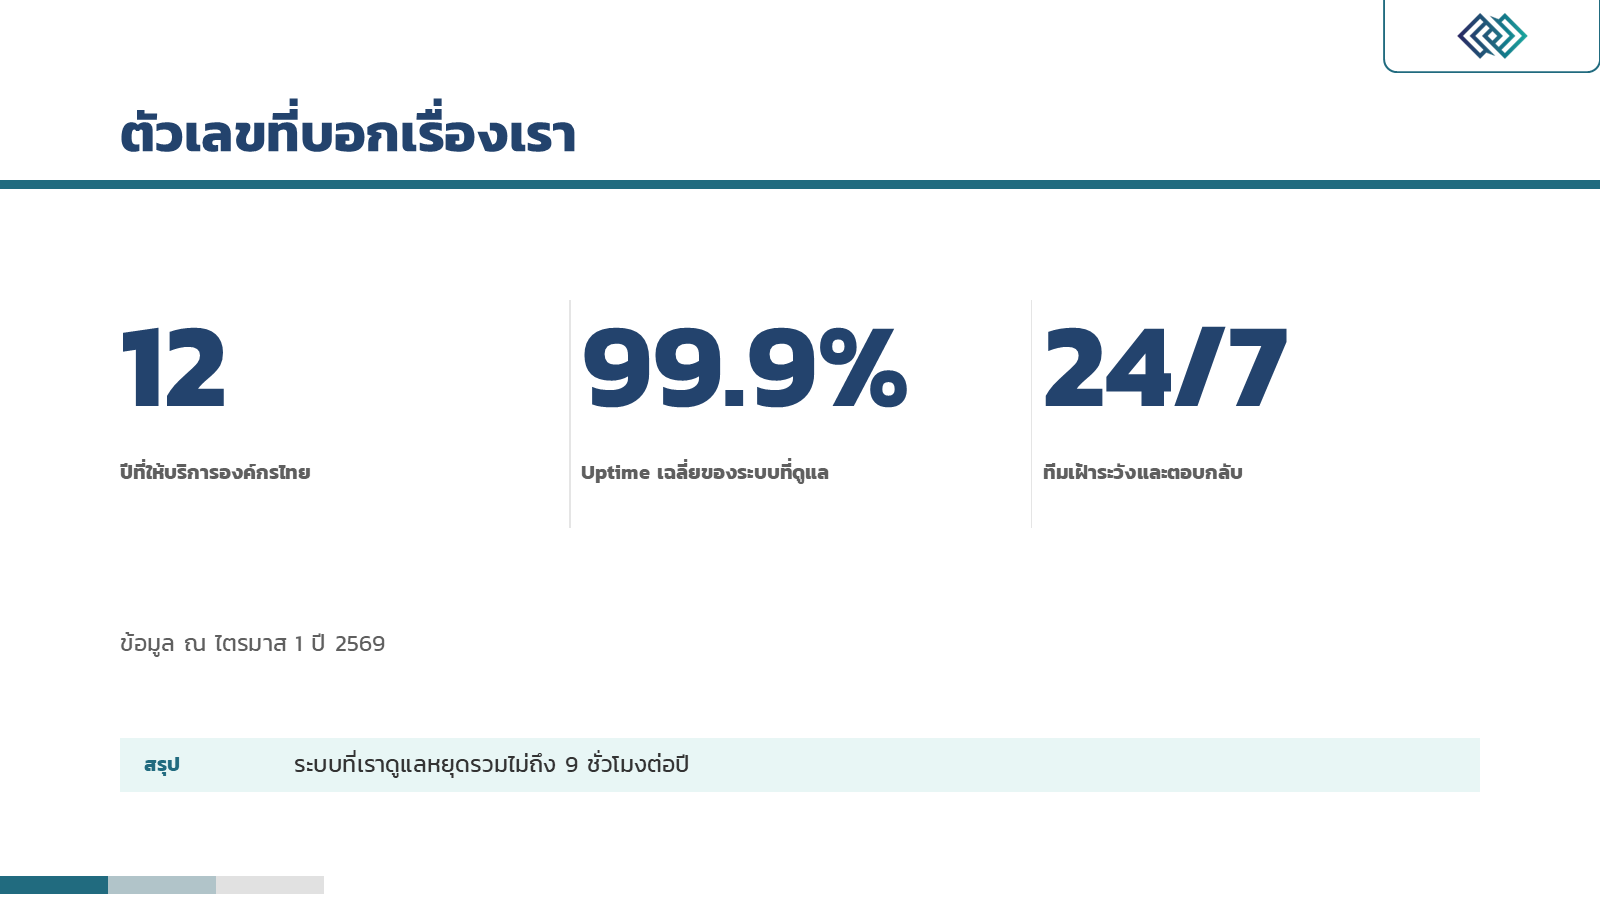 ตัวเลขที่บอกเรื่องเรา
12
99.9%
24/7
ปีที่ให้บริการองค์กรไทย
Uptime เฉลี่ยของระบบที่ดูแล
ทีมเฝ้าระวังและตอบกลับ
ข้อมูล ณ ไตรมาส 1 ปี 2569
สรุป
ระบบที่เราดูแลหยุดรวมไม่ถึง 9 ชั่วโมงต่อปี